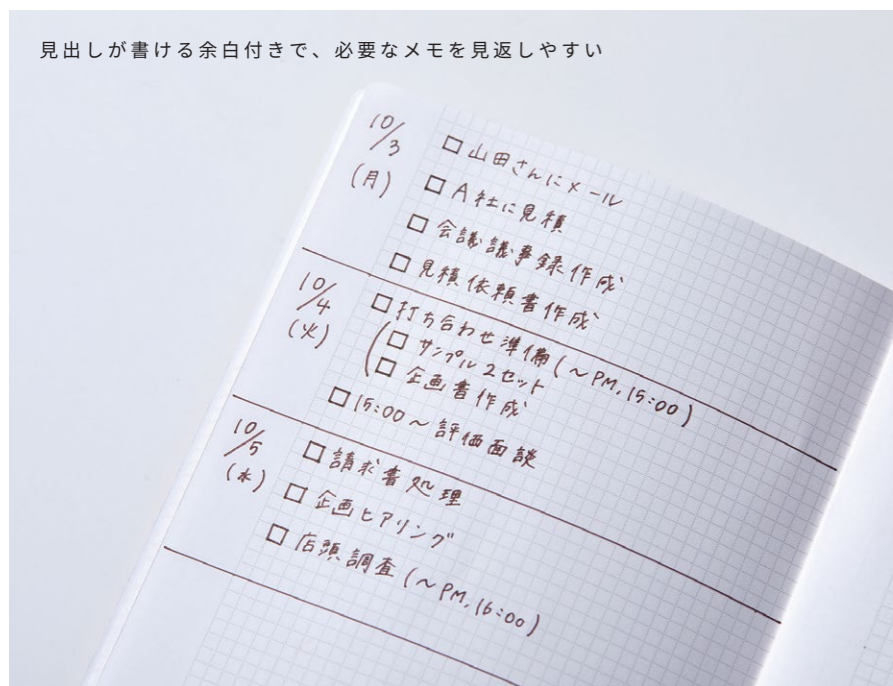 見出しが書ける余白付きで、必要なメモを見返しやすい
10/3
(月)
□ 山田さんにメール
□ A社に見積
□ 会議議事録作成
□ 見積依頼書作成
10/4
(火)
□ 打ち合わせ準備(～PM,15:00)
□ サンプル2セット
□ 企画書作成
□ 15:00～評価面談
10/5
(水)
□ 請求書処理
□ 企画ヒアリング
□ 店頭調査(～PM,16:00)